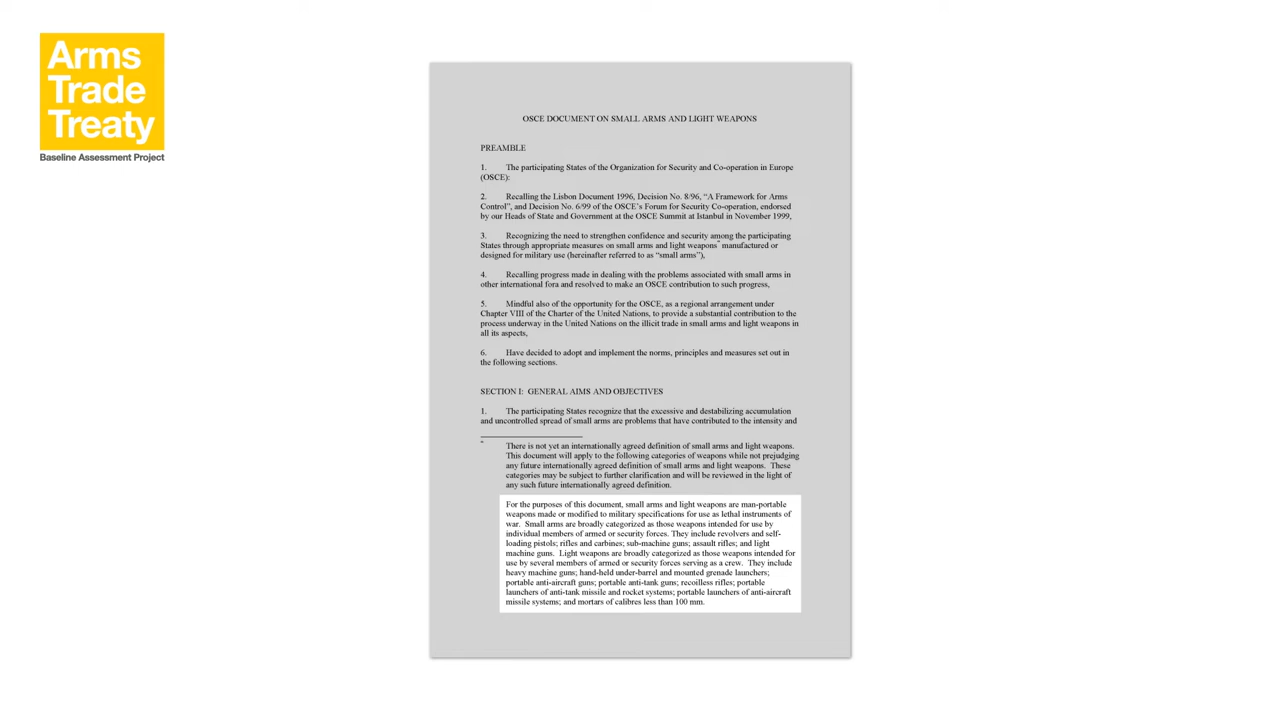 Arms
Trade
Treaty
Baseline Assessment Project
OSCE DOCUMENT ON SMALL ARMS AND LIGHT WEAPONS
PREAMBLE
1. The participating States of the Organization for Security and Co-operation in Europe
(OSCE):
2. Recalling the Lisbon Document 1996, Decision No. 8/96, “A Framework for Arms
Control”, and Decision No. 6/99 of the OSCE's Forum for Security Co-operation, endorsed
by our Heads of State and Government at the OSCE Summit at Istanbul in November 1999,
3. Recognizing the need to strengthen confidence and security among the participating
States through appropriate measures on small arms and light weapons* manufactured or
designed for military use (hereinafter referred to as “small arms”),
4. Recalling progress made in dealing with the problems associated with small arms in
other international fora and resolved to make an OSCE contribution to such progress,
5. Mindful also of the opportunity for the OSCE, as a regional arrangement under
Chapter VIII of the Charter of the United Nations, to provide a substantial contribution to the
process underway in the United Nations on the illicit trade in small arms and light weapons in
all its aspects,
6. Have decided to adopt and implement the norms, principles and measures set out in
the following sections.
SECTION I: GENERAL AIMS AND OBJECTIVES
1. The participating States recognize that the excessive and destabilizing accumulation
and uncontrolled spread of small arms are problems that have contributed to the intensity and
* There is not yet an internationally agreed definition of small arms and light weapons.
This document will apply to the following categories of weapons while not prejudging
any future internationally agreed definition of small arms and light weapons. These
categories may be subject to further clarification and will be reviewed in the light of
any such future internationally agreed definition.
For the purposes of this document, small arms and light weapons are man-portable
weapons made or modified to military specifications for use as lethal instruments of
war. Small arms are broadly categorized as those weapons intended for use by
individual members of armed or security forces. They include revolvers and self-
loading pistols; rifles and carbines; sub-machine guns; assault rifles; and light
machine guns. Light weapons are broadly categorized as those weapons intended for
use by several members of armed or security forces serving as a crew. They include
heavy machine guns; hand-held under-barrel and mounted grenade launchers;
portable anti-aircraft guns; portable anti-tank guns; recoilless rifles; portable
launchers of anti-tank missile and rocket systems; portable launchers of anti-aircraft
missile systems; and mortars of calibres less than 100 mm.